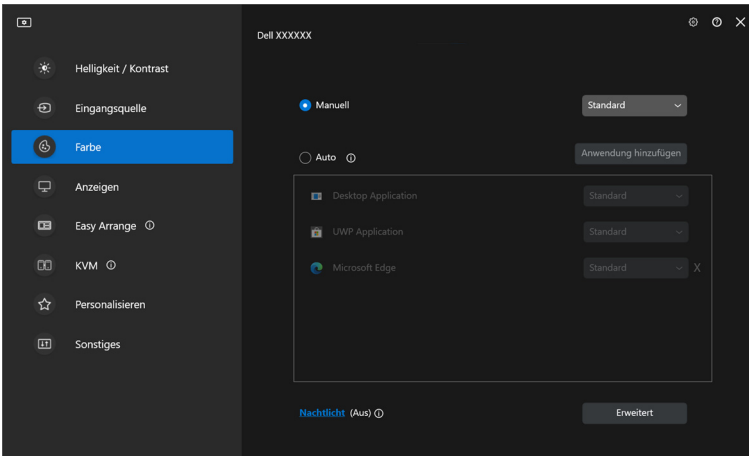 Dell XXXXXX
Helligkeit / Kontrast
Eingangsquelle
Farbe
Anzeigen
Easy Arrange
KVM
Personalisieren
Sonstiges
Manuell
Standard
Auto
Anwendung hinzufügen
Desktop Application
Standard
UWP Application
Standard
Microsoft Edge
Standard
X
Nachtlicht (Aus)
Erweitert